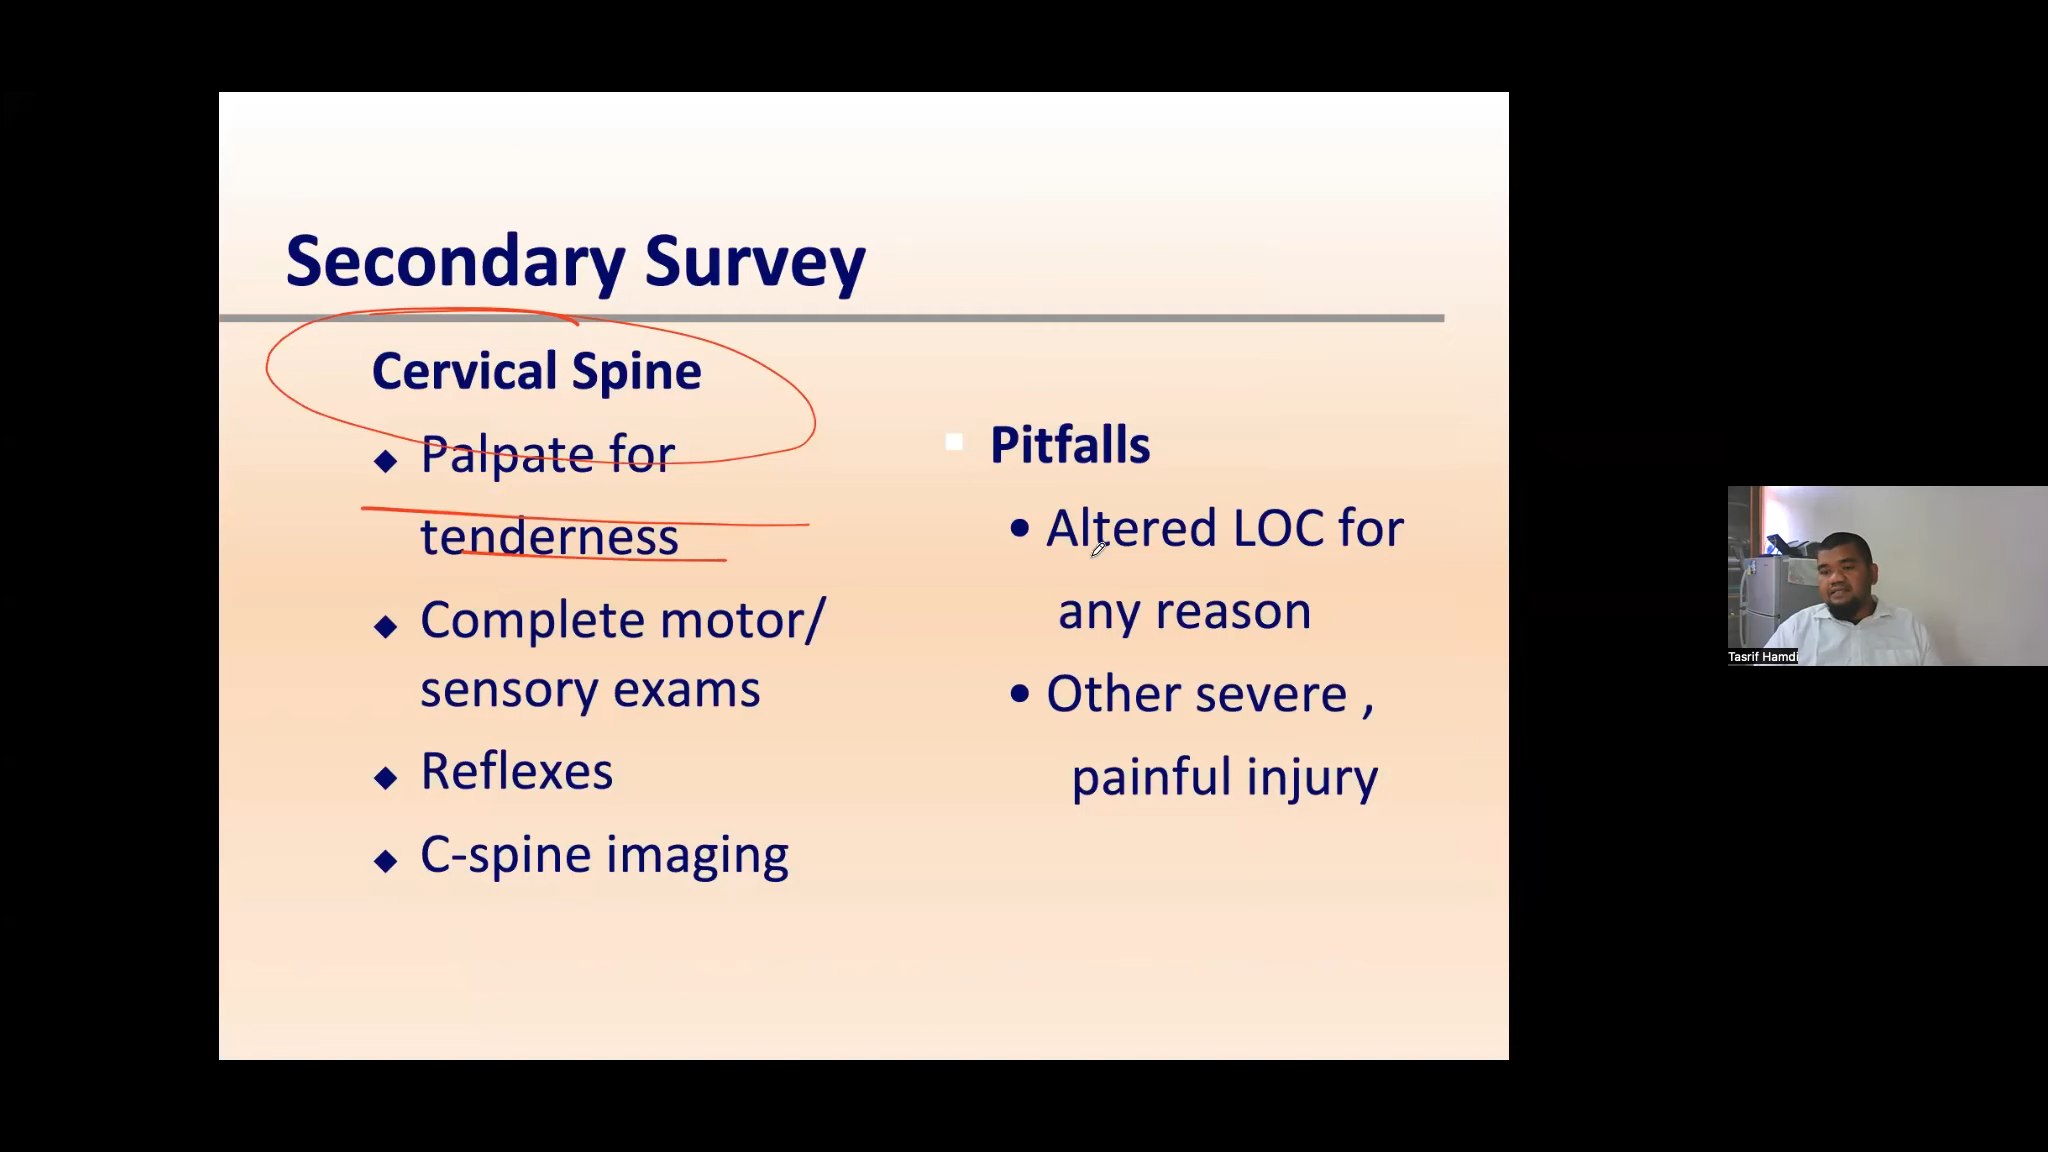 Secondary Survey
Cervical Spine
Palpate for
tenderness
Complete motor/
sensory exams
Reflexes
C-spine imaging
Pitfalls
Altered LOC for
any reason
Other severe ,
painful injury
Tasrif Hamdi